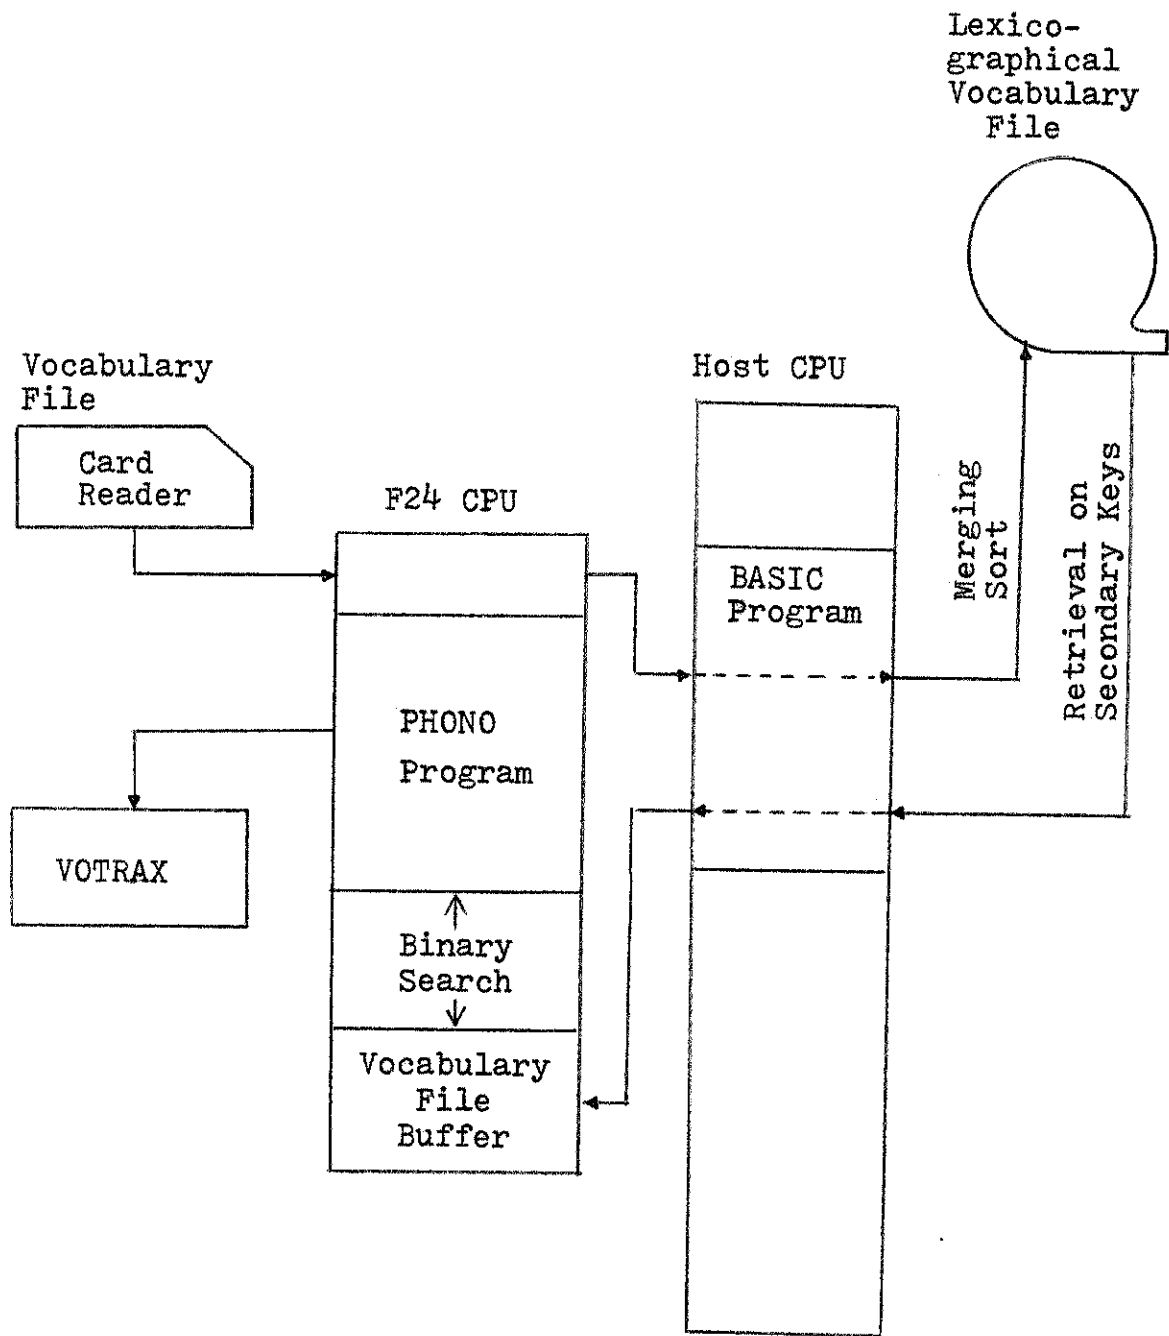 Lexico-
graphical
Vocabulary
File
Vocabulary
File
Card
Reader
F24 CPU
Host CPU
BASIC
Program
Merging
Sort
Retrieval on
Secondary Keys
PHONO
Program
VOTRAX
Binary
Search
Vocabulary
File
Buffer